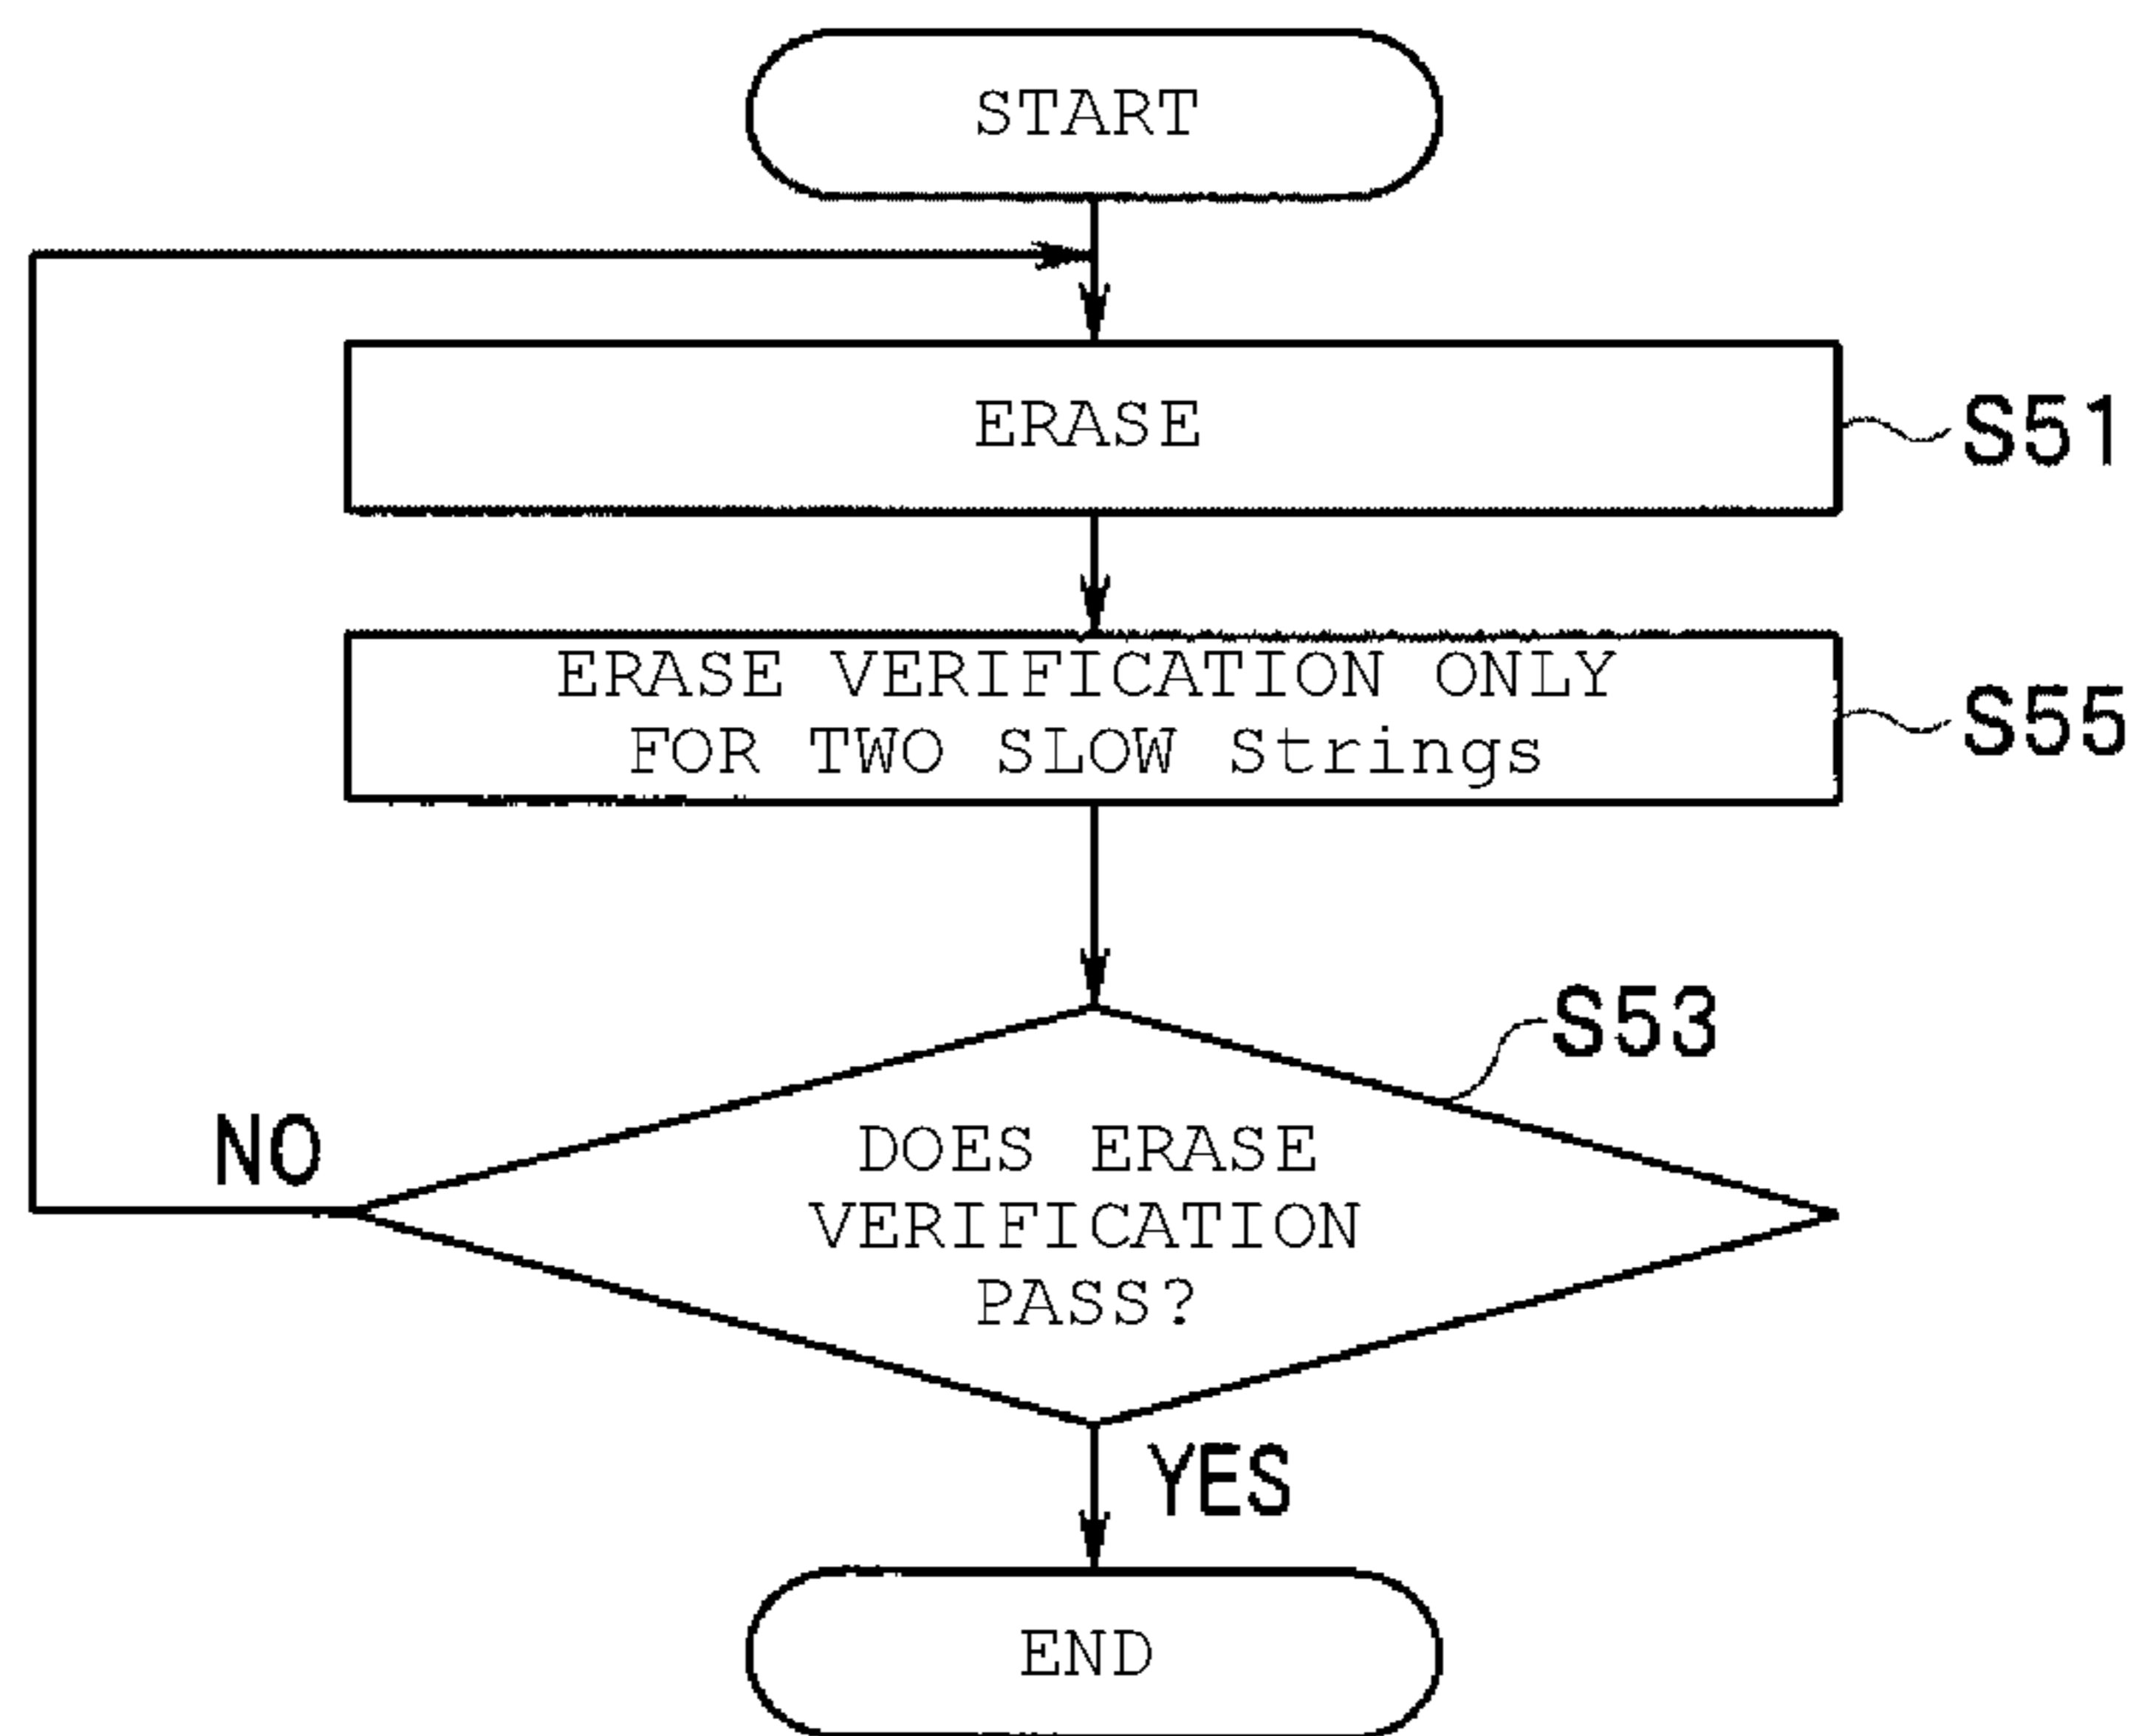 START
ERASE
S51
ERASE VERIFICATION ONLY
FOR TWO SLOW Strings
S55
S53
DOES ERASE
VERIFICATION
PASS?
NO
YES
END